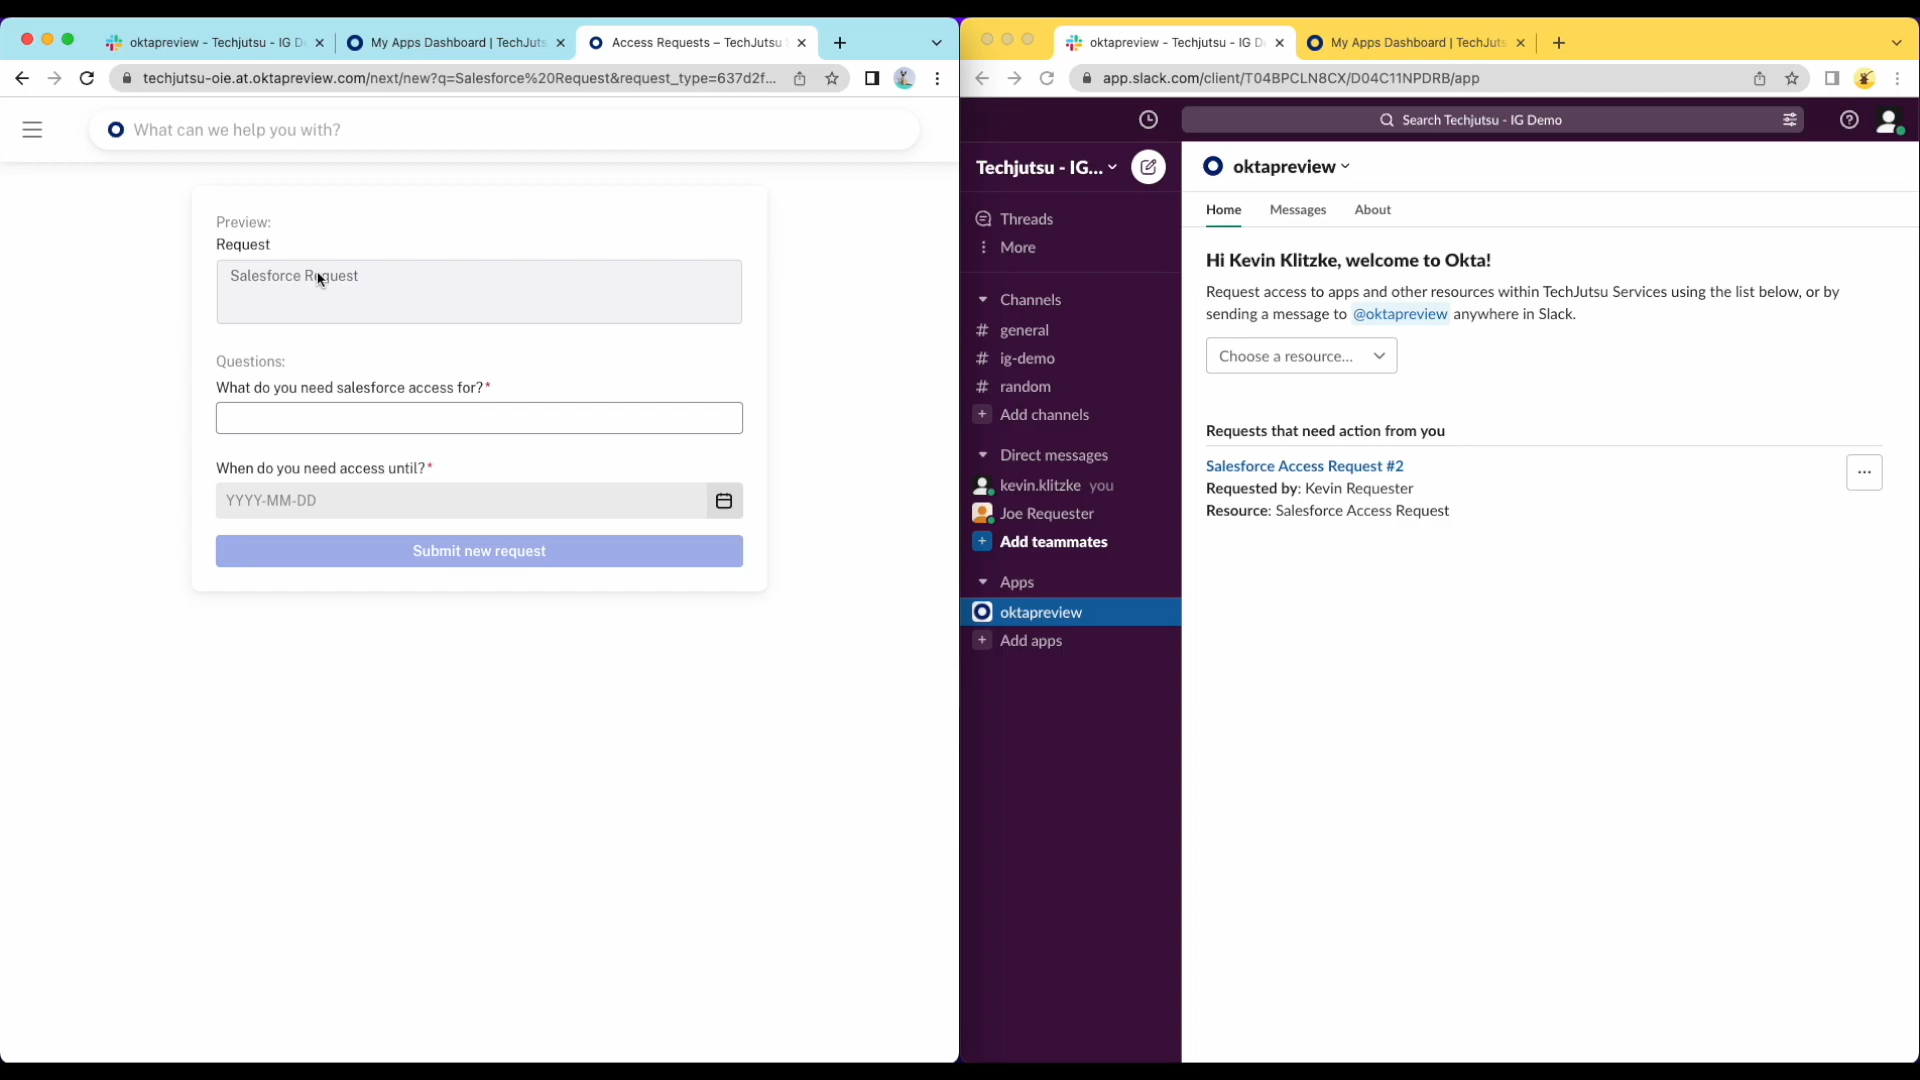 oktapreview - Techjutsu - IG D
My Apps Dashboard | TechJuts
Access Requests – TechJutsu
techjutsu-oie.at.oktapreview.com/next/new?q=Salesforce%20Request&request_type=637d2f...
What can we help you with?
Preview:
Request
Salesforce Request
Questions:
What do you need salesforce access for?*
When do you need access until?*
YYYY-MM-DD
Submit new request
oktapreview - Techjutsu - IG D
My Apps Dashboard | TechJuts
app.slack.com/client/T04BPCLN8CX/D04C11NPDRB/app
Search Techjutsu - IG Demo
Techjutsu - IG...
Threads
More
Channels
# general
# ig-demo
# random
+ Add channels
Direct messages
kevin.klitzke you
Joe Requester
+ Add teammates
Apps
oktapreview
+ Add apps
oktapreview
Home Messages About
Hi Kevin Klitzke, welcome to Okta!
Request access to apps and other resources within TechJutsu Services using the list below, or by
sending a message to @oktapreview anywhere in Slack.
Choose a resource...
Requests that need action from you
Salesforce Access Request #2
Requested by: Kevin Requester
Resource: Salesforce Access Request